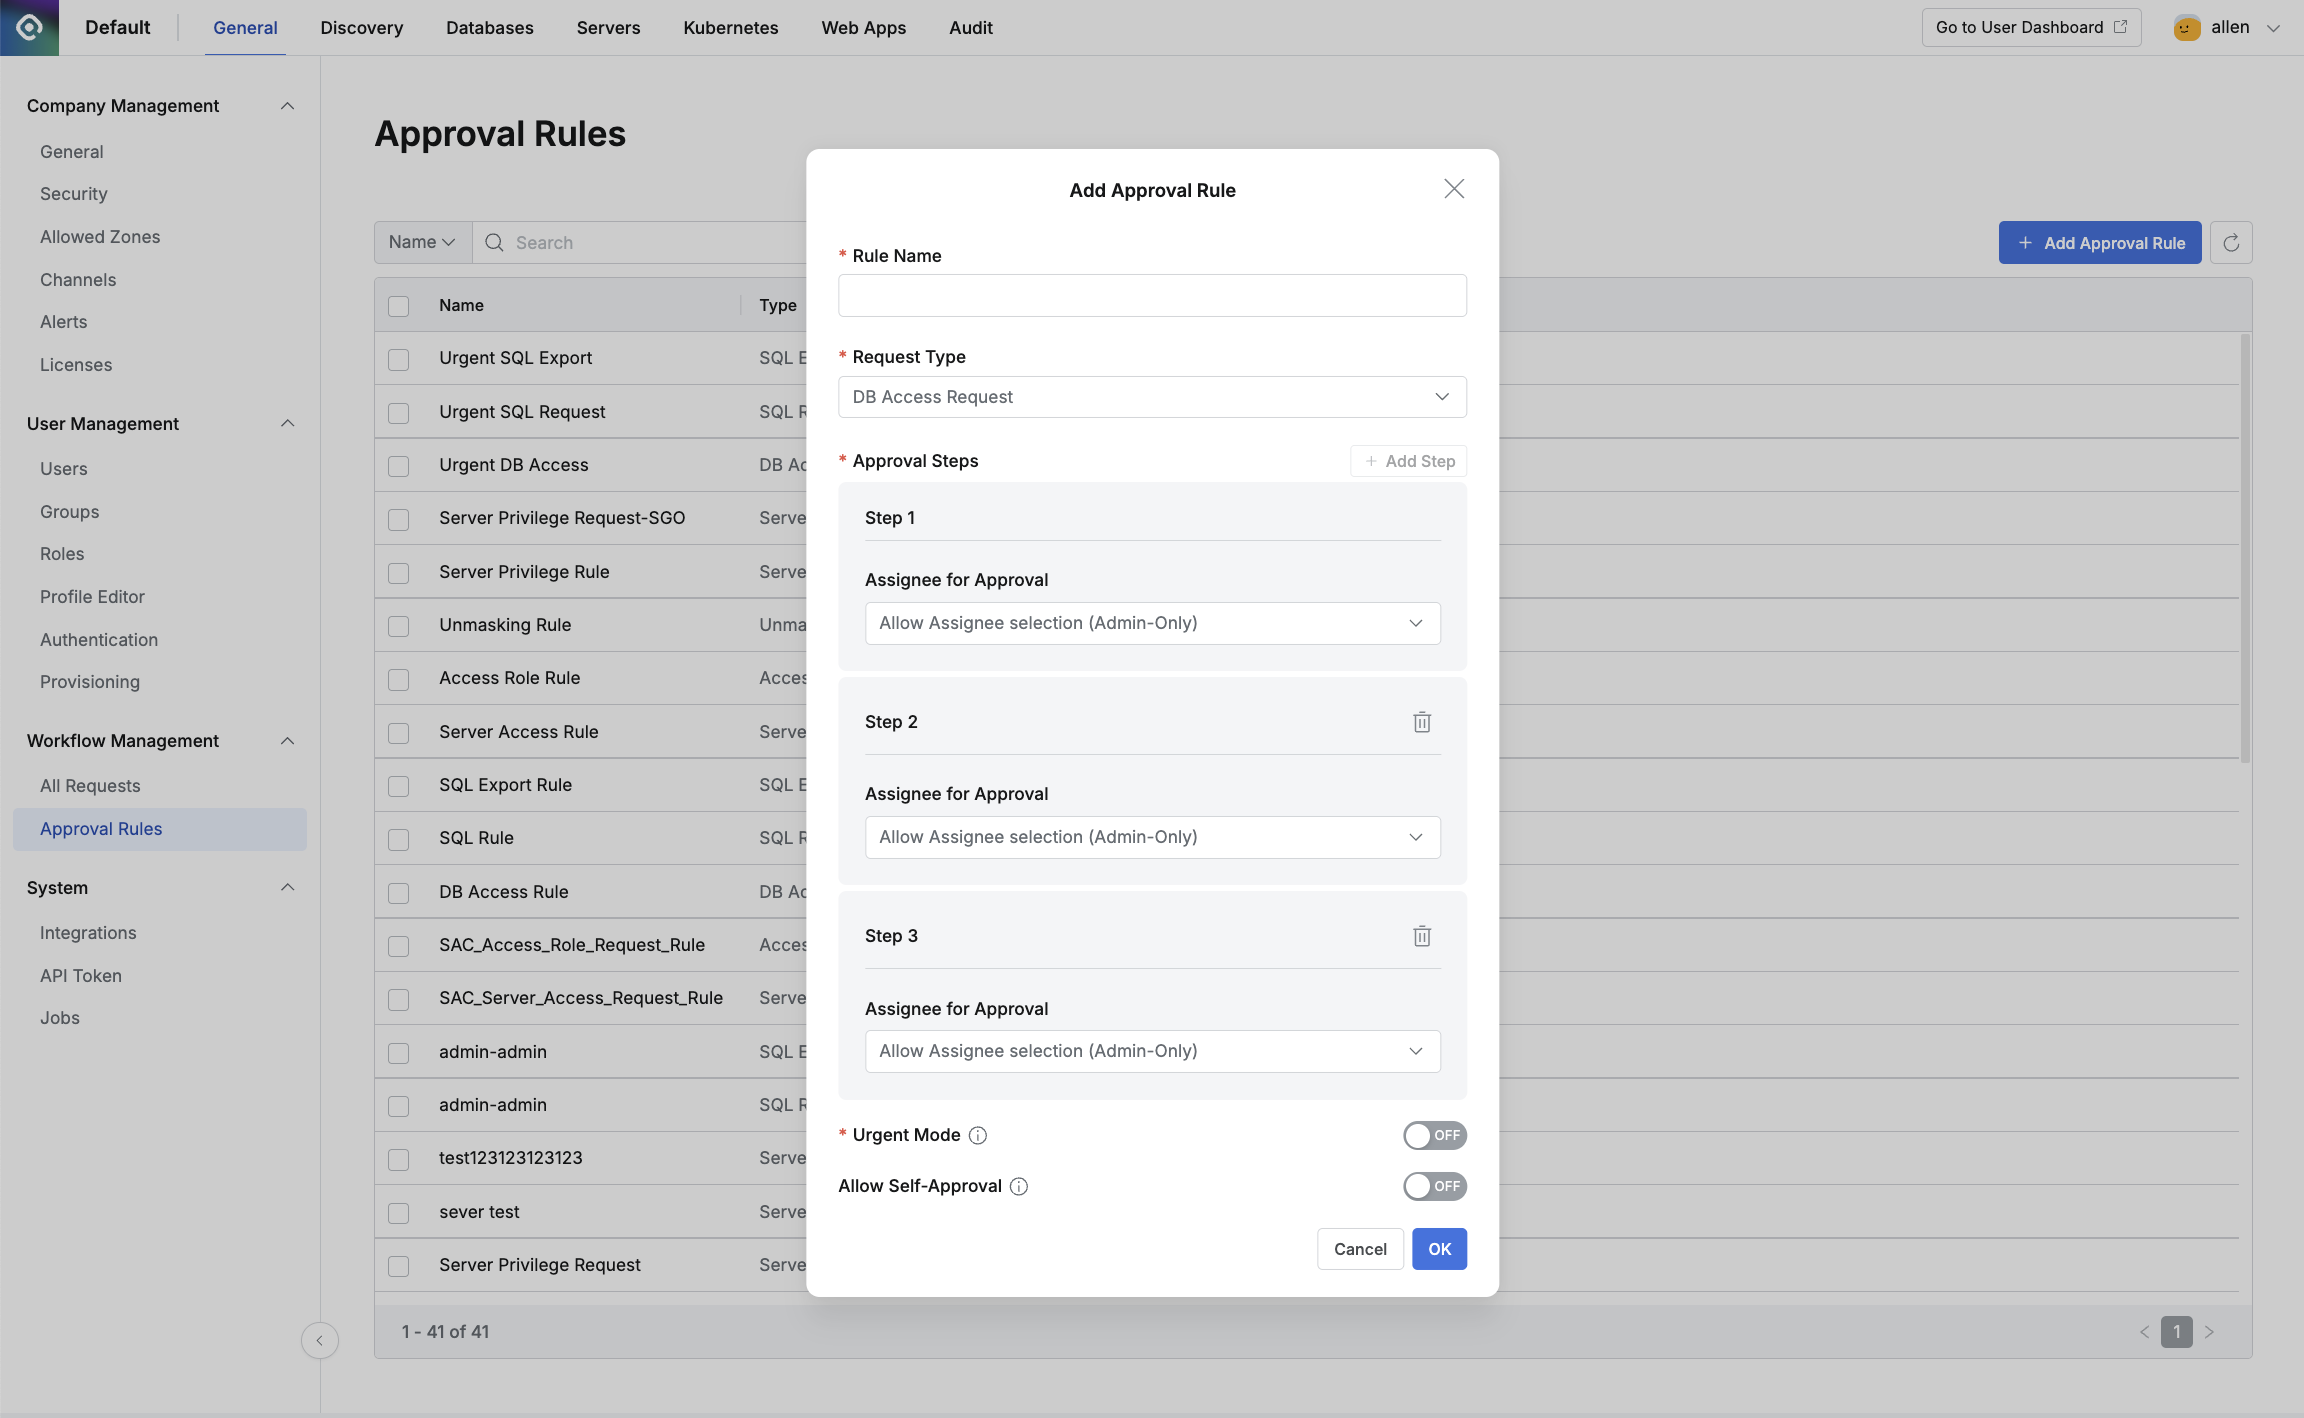 Default
General
Discovery
Databases
Servers
Kubernetes
Web Apps
Audit
Go to User Dashboard
allen
Company Management
General
Security
Allowed Zones
Channels
Alerts
Licenses
User Management
Users
Groups
Roles
Profile Editor
Authentication
Provisioning
Workflow Management
All Requests
Approval Rules
System
Integrations
API Token
Jobs
Approval Rules
Name
Search
Add Approval Rule
Name Type
Urgent SQL Export SQL E
Urgent SQL Request SQL R
Urgent DB Access DB Ac
Server Privilege Request-SGO Serve
Server Privilege Rule Serve
Unmasking Rule Unma
Access Role Rule Acces
Server Access Rule Serve
SQL Export Rule SQL E
SQL Rule SQL R
DB Access Rule DB Ac
SAC_Access_Role_Request_Rule Acces
SAC_Server_Access_Request_Rule Serve
admin-admin SQL E
admin-admin SQL R
test123123123123 Serve
sever test Serve
Server Privilege Request Serve
1 - 41 of 41
1
Add Approval Rule
* Rule Name
* Request Type
DB Access Request
* Approval Steps
+ Add Step
Step 1
Assignee for Approval
Allow Assignee selection (Admin-Only)
Step 2
Assignee for Approval
Allow Assignee selection (Admin-Only)
Step 3
Assignee for Approval
Allow Assignee selection (Admin-Only)
* Urgent Mode
OFF
Allow Self-Approval
OFF
Cancel
OK